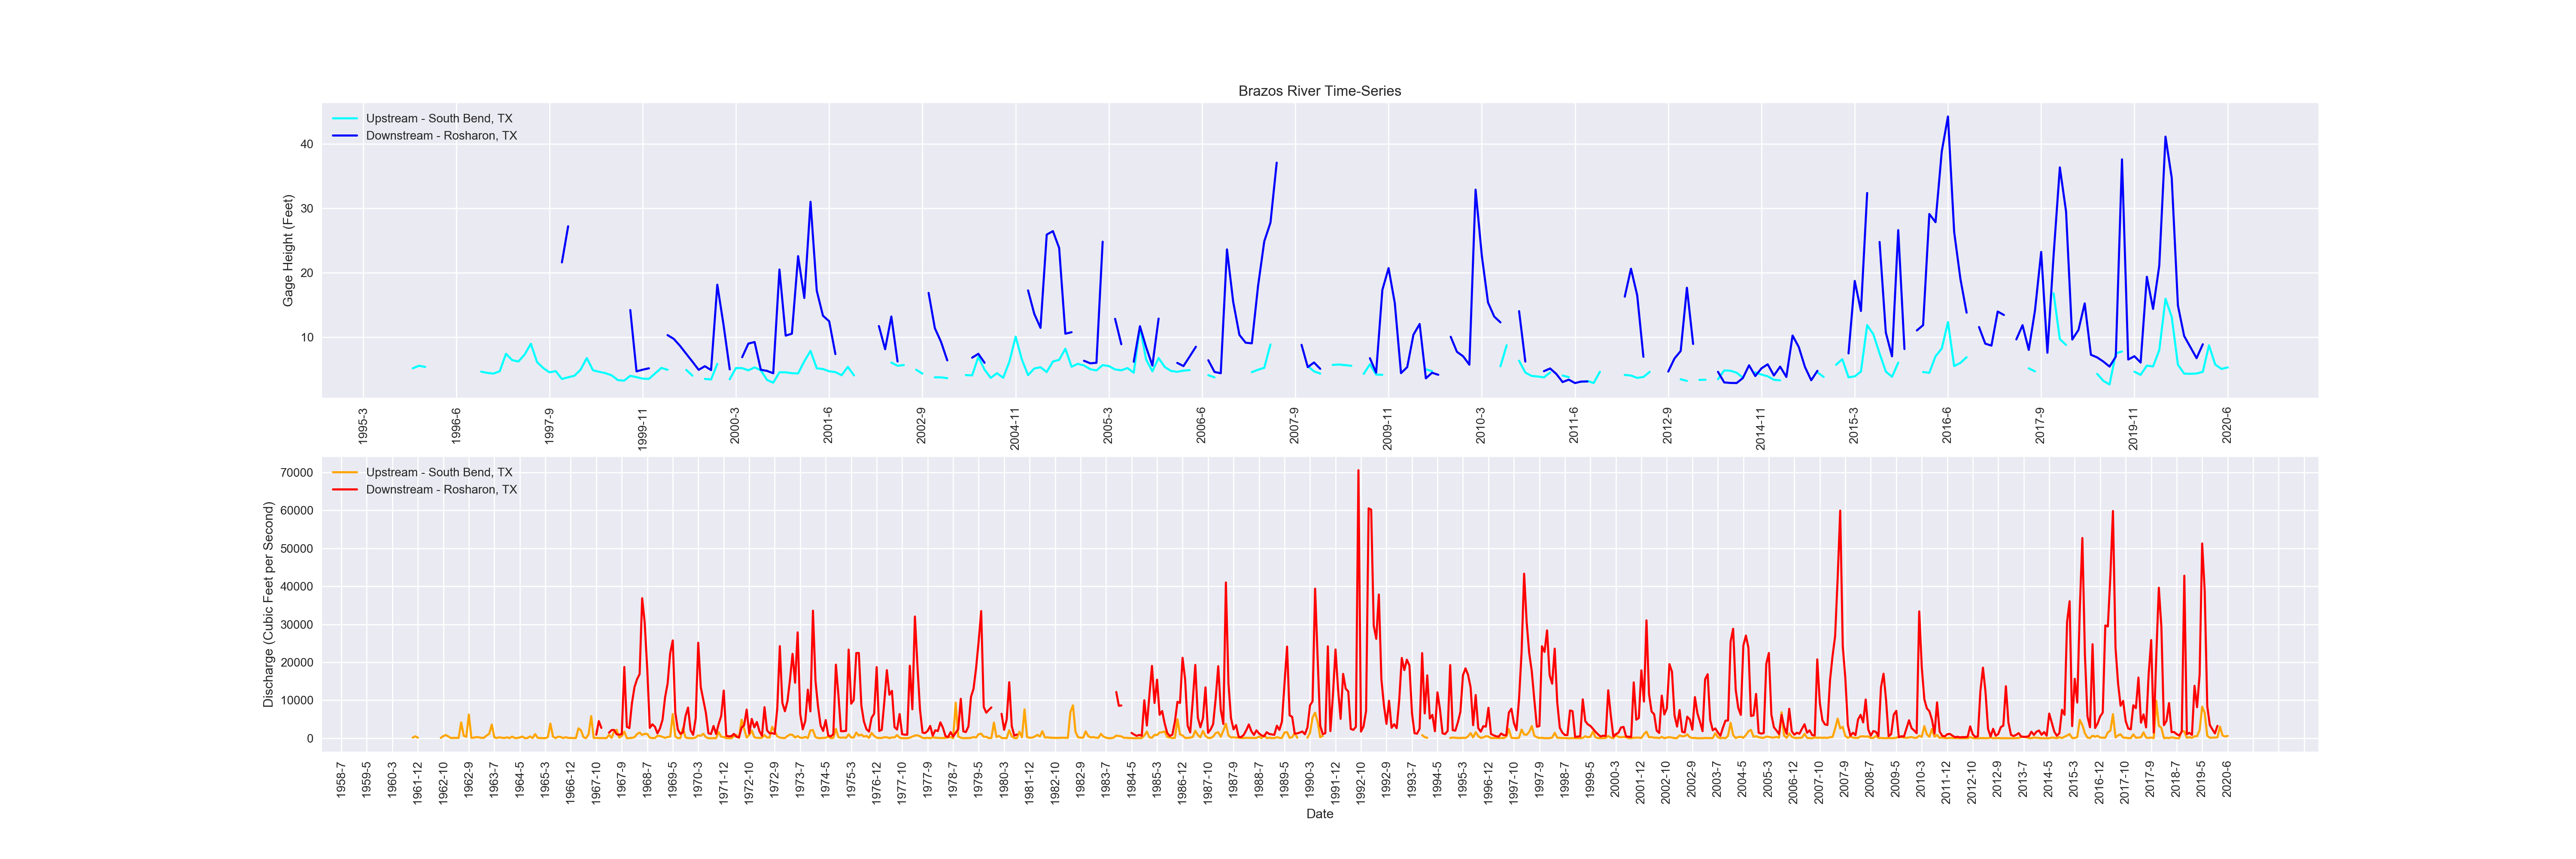 Brazos River Time-Series
Upstream - South Bend, TX
Downstream - Rosharon, TX
Gage Height (Feet)
40
30
20
10
1995-3 1996-6 1997-9 1999-11 2000-3 2001-6 2002-9 2004-11 2005-3 2006-6 2007-9 2009-11 2010-3 2011-6 2012-9 2014-11 2015-3 2016-6 2017-9 2019-11 2020-6
Upstream - South Bend, TX
Downstream - Rosharon, TX
Discharge (Cubic Feet per Second)
70000
60000
50000
40000
30000
20000
10000
0
1958-7 1959-5 1960-3 1961-12 1962-10 1962-9 1963-7 1964-5 1965-3 1966-12 1967-10 1967-9 1968-7 1969-5 1970-3 1971-12 1972-10 1972-9 1973-7 1974-5 1975-3 1976-12 1977-10 1977-9 1978-7 1979-5 1980-3 1981-12 1982-10 1982-9 1983-7 1984-5 1985-3 1986-12 1987-10 1987-9 1988-7 1989-5 1990-3 1991-12 1992-10 1992-9 1993-7 1994-5 1995-3 1996-12 1997-10 1997-9 1998-7 1999-5 2000-3 2001-12 2002-10 2002-9 2003-7 2004-5 2005-3 2006-12 2007-10 2007-9 2008-7 2009-5 2010-3 2011-12 2012-10 2012-9 2013-7 2014-5 2015-3 2016-12 2017-10 2017-9 2018-7 2019-5 2020-6
Date